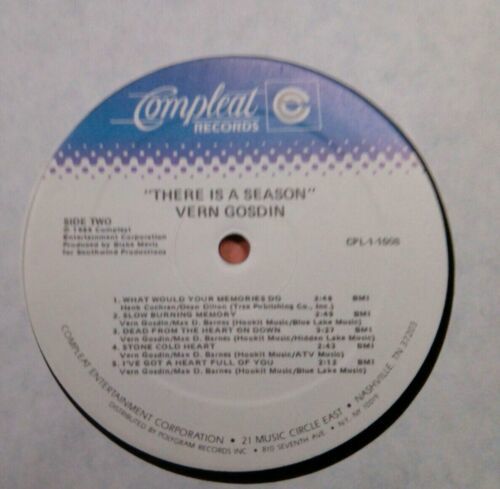 Compleat
RECORDS
"THERE IS A SEASON"
VERN GOSDIN
SIDE TWO
℗ 1984 Compleat
Entertainment Corporation
Produced by Blake Mevis
for Southwind Productions
CPL-1-1008
1. WHAT WOULD YOUR MEMORIES DO 2:48 BMI
Hank Cochran/Dean Dillon (Tree Publishing Co., Inc.)
2. SLOW BURNING MEMORY 2:49 BMI
Vern Gosdin/Max D. Barnes (Hookit Music/Blue Lake Music)
3. DEAD FROM THE HEART ON DOWN 3:27 BMI
Vern Gosdin/Max D. Barnes (Hookit Music/Hidden Lake Music)
4. STONE COLD HEART 2:43 BMI
Vern Gosdin/Max D. Barnes (Hookit Music/ATV Music)
5. I'VE GOT A HEART FULL OF YOU 2:12 BMI
Vern Gosdin/Max D. Barnes (Hookit Music/Blue Lake Music)
COMPLEAT ENTERTAINMENT CORPORATION • 21 MUSIC CIRCLE EAST • NASHVILLE, TN 37203
DISTRIBUTED BY POLYGRAM RECORDS INC. • 810 SEVENTH AVE. • N.Y., NY 10019